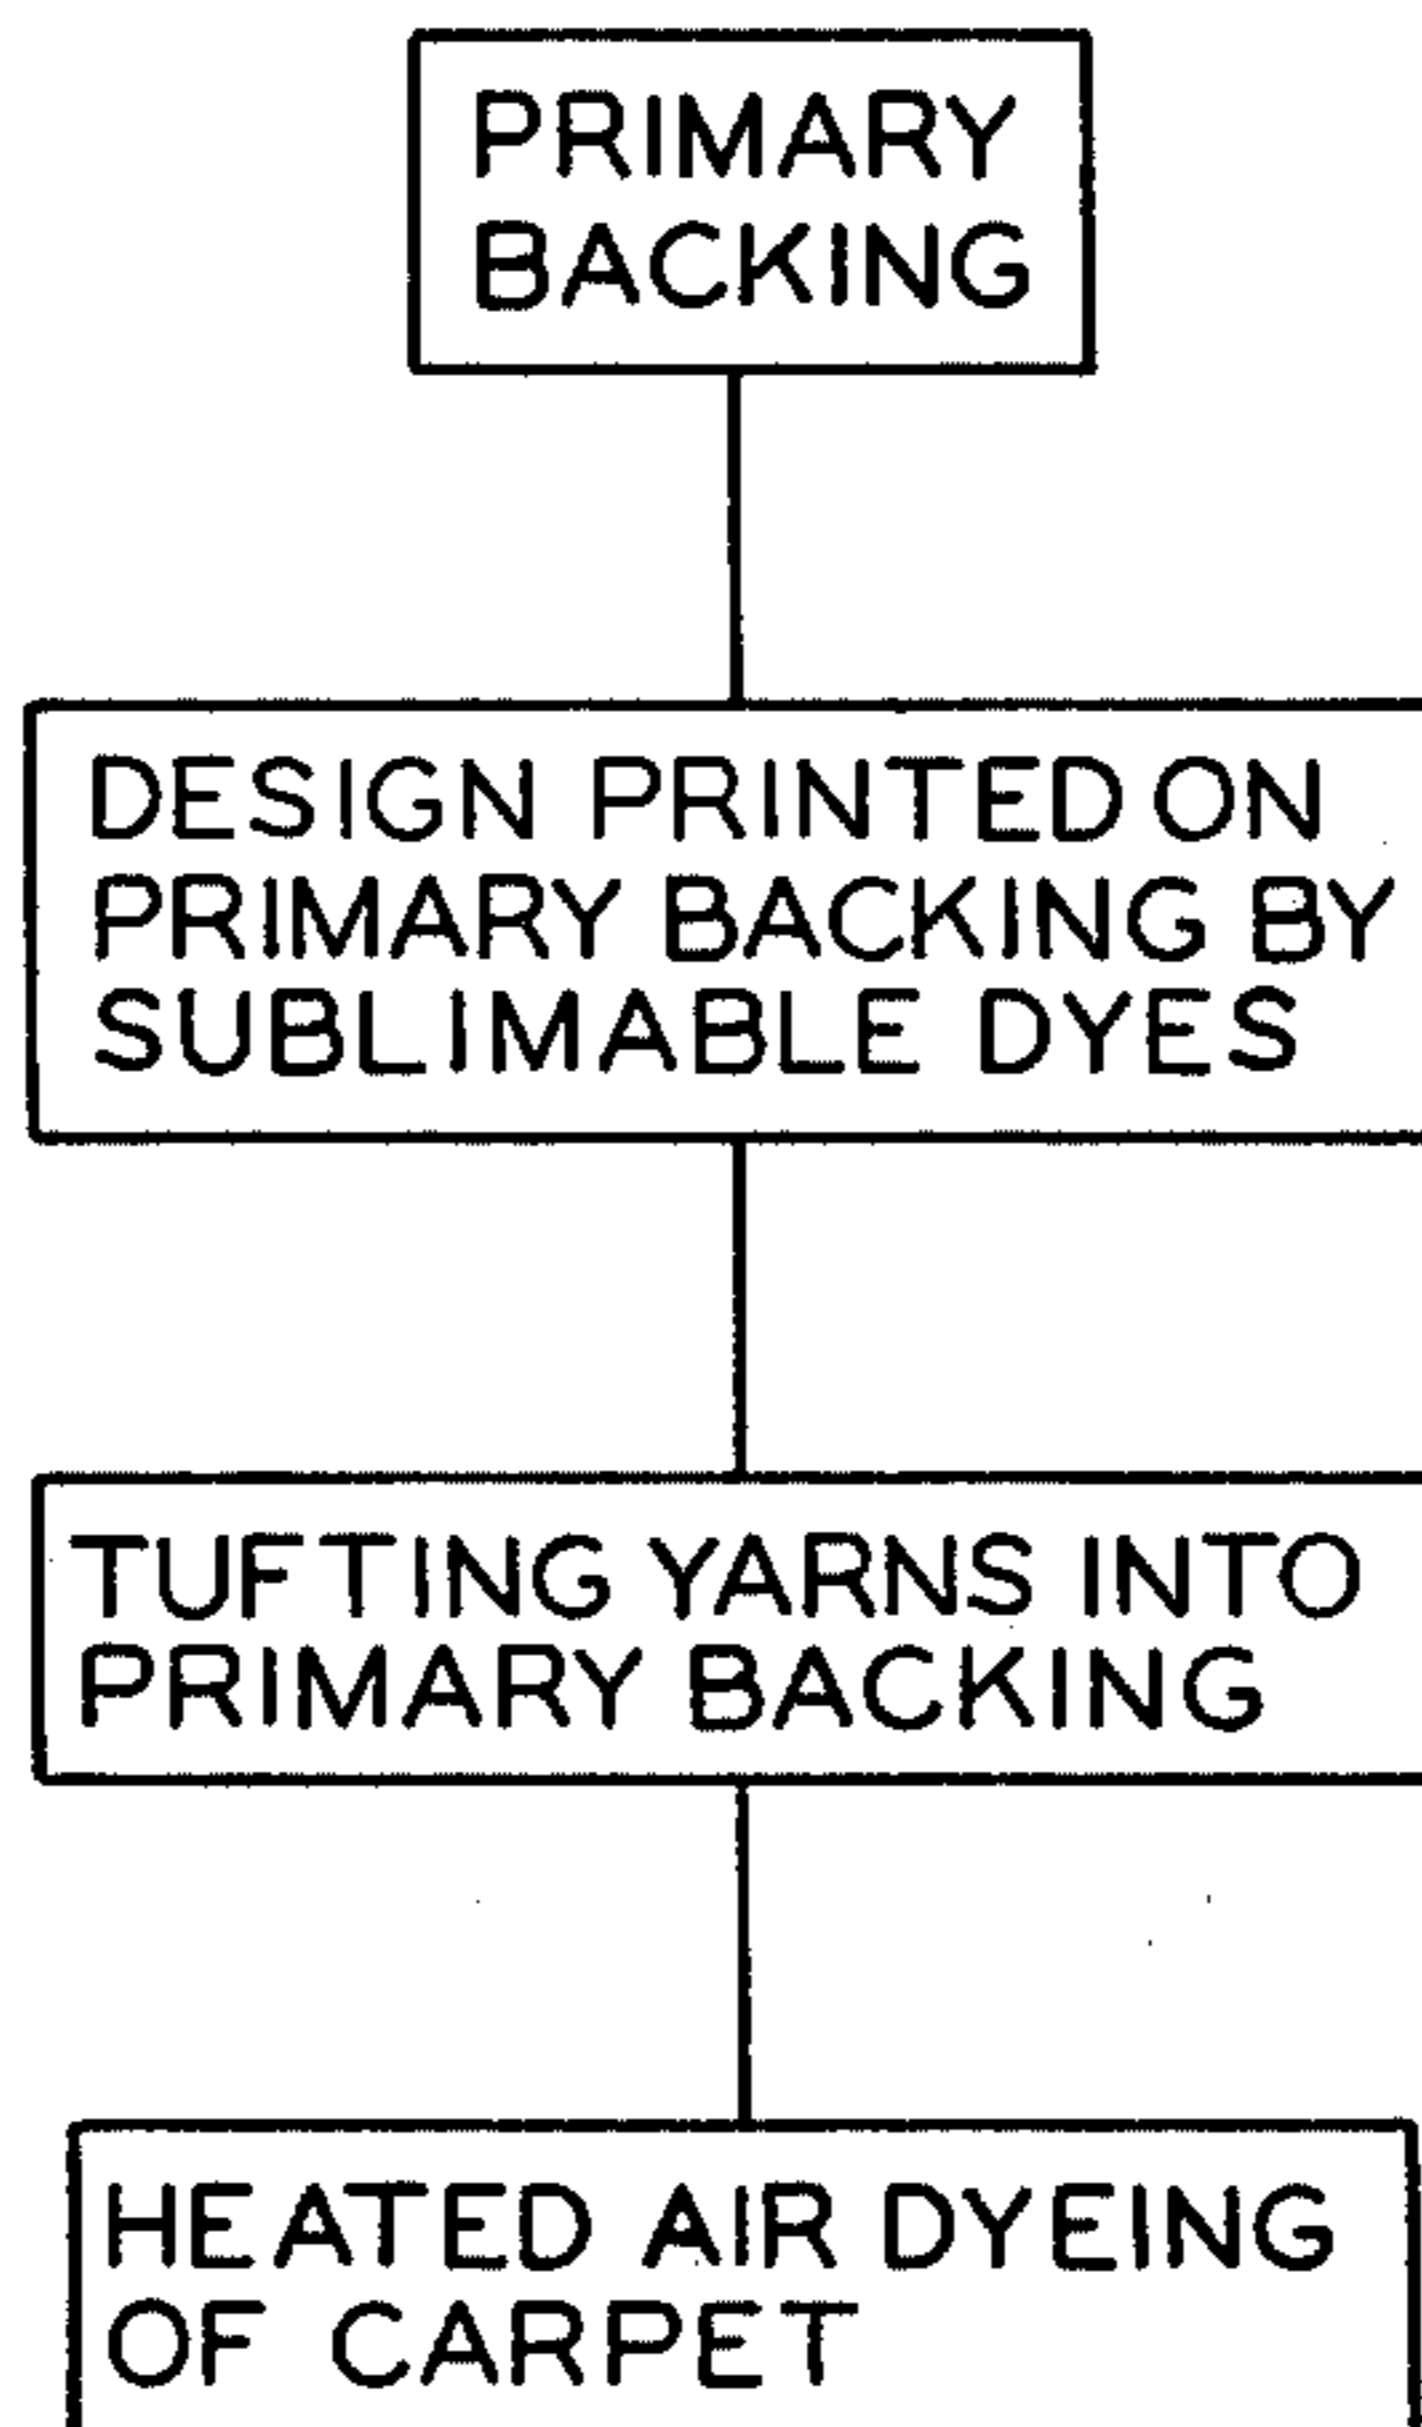 PRIMARY
BACKING
DESIGN PRINTED ON
PRIMARY BACKING BY
SUBLIMABLE DYES
TUFTING YARNS INTO
PRIMARY BACKING
HEATED AIR DYEING
OF CARPET